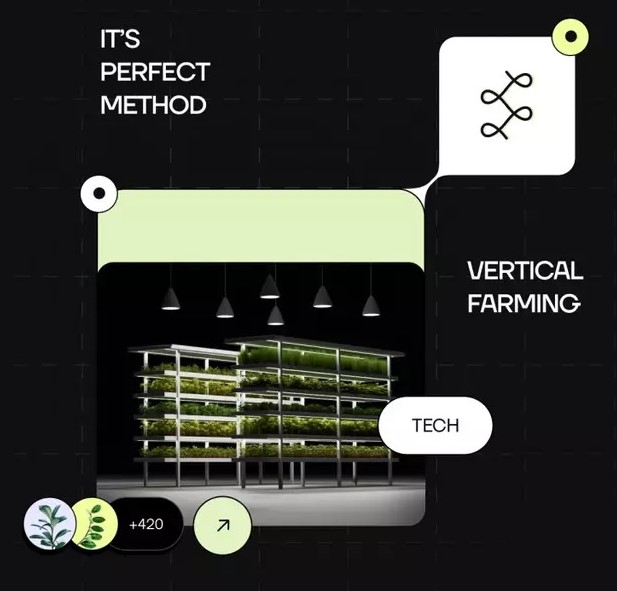 IT'S
PERFECT
METHOD
VERTICAL
FARMING
TECH
+420